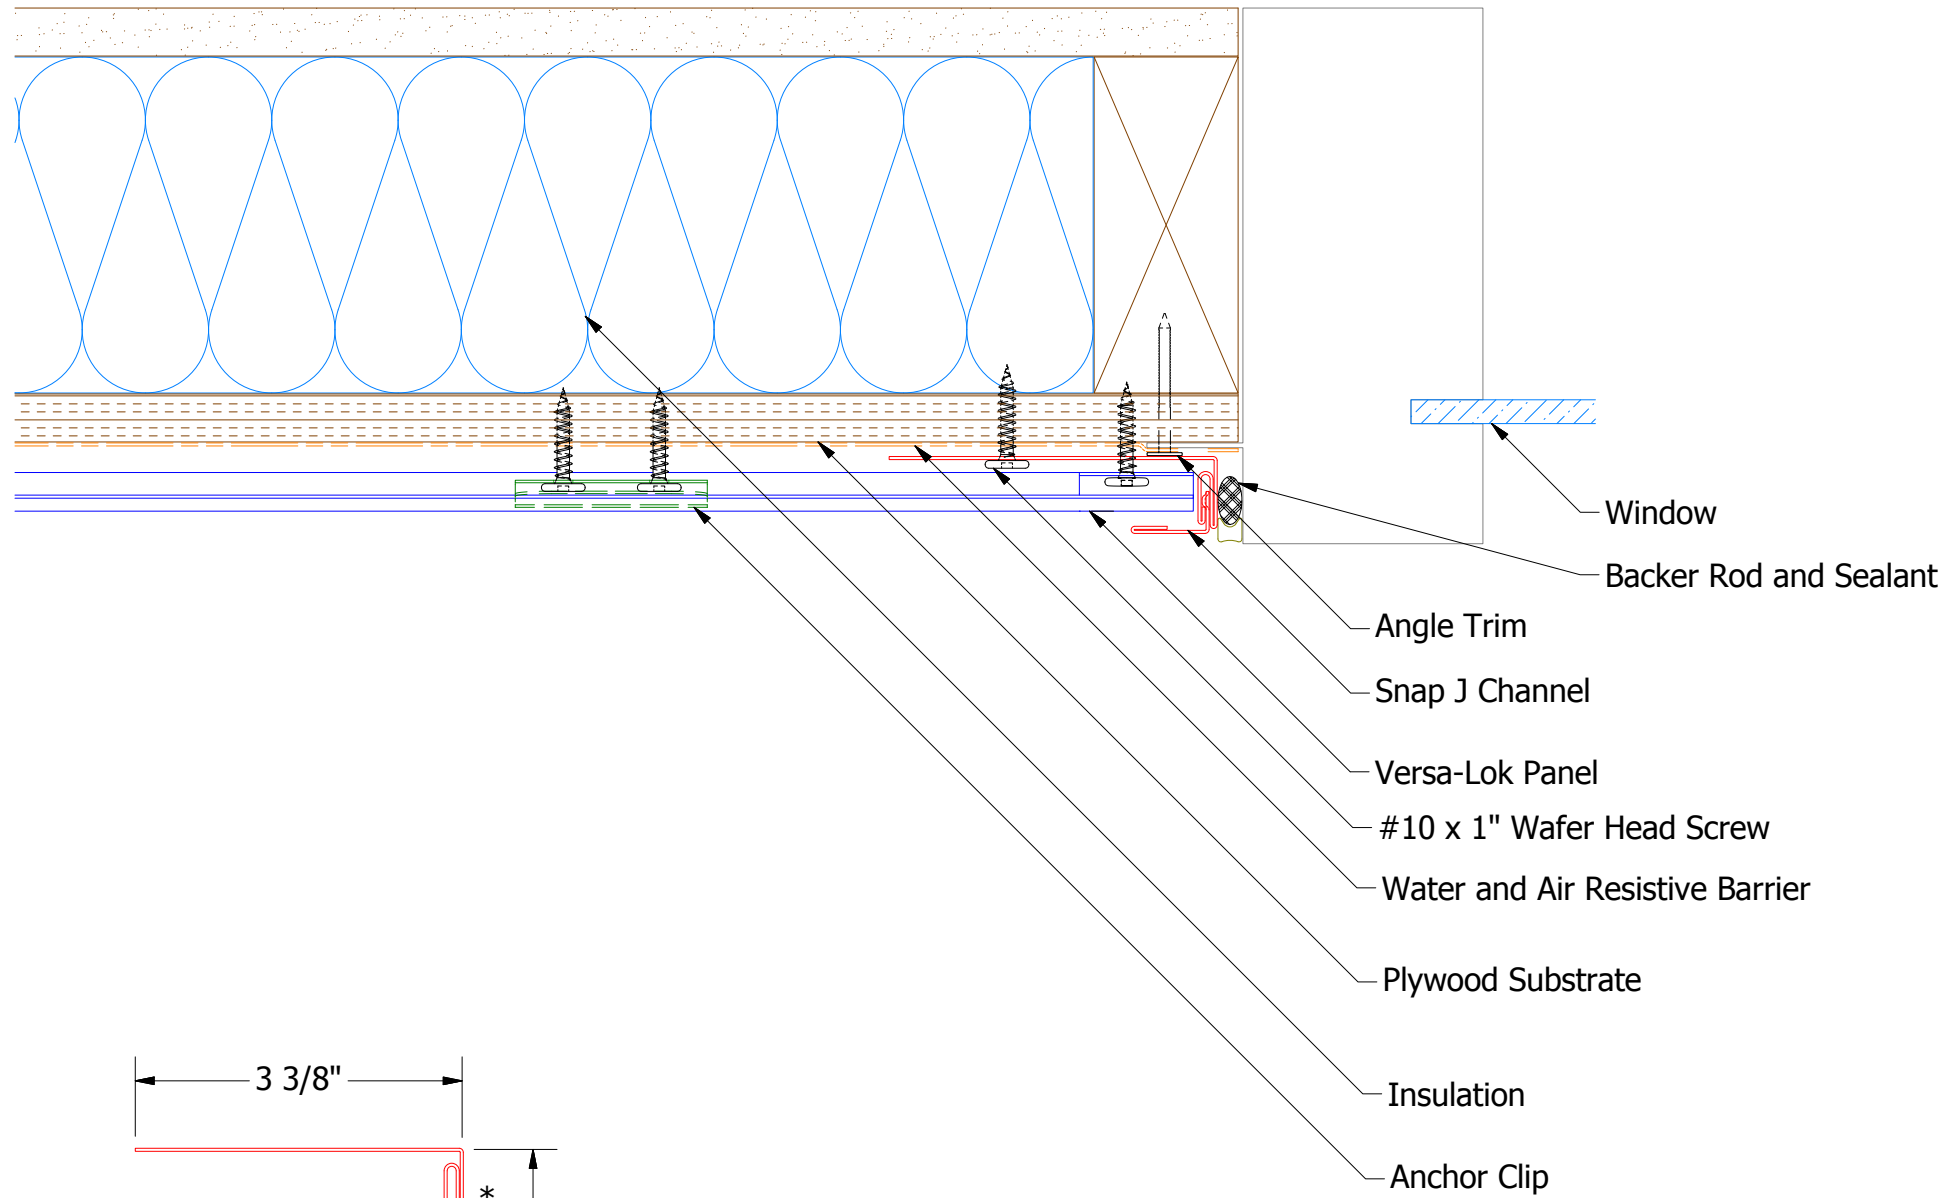 Window
Backer Rod and Sealant
Angle Trim
Snap J Channel
Versa-Lok Panel
#10 x 1" Wafer Head Screw
Water and Air Resistive Barrier
Plywood Substrate
Insulation
Anchor Clip
3 3/8"
*